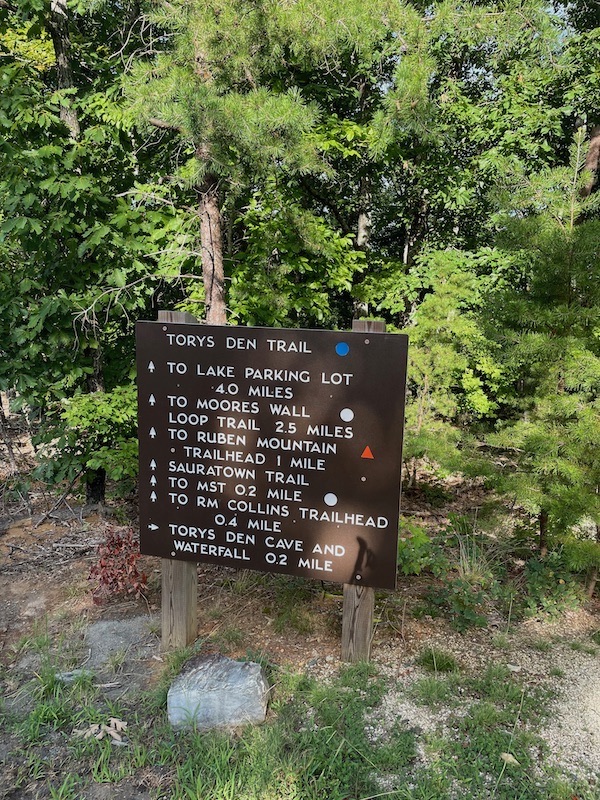 TORYS DEN TRAIL
TO LAKE PARKING LOT
4.0 MILES
TO MOORES WALL
LOOP TRAIL 2.5 MILES
TO RUBEN MOUNTAIN
TRAILHEAD 1 MILE
SAURATOWN TRAIL
TO MST 0.2 MILE
TO RM COLLINS TRAILHEAD
0.4 MILE
TORYS DEN CAVE AND
WATERFALL 0.2 MILE